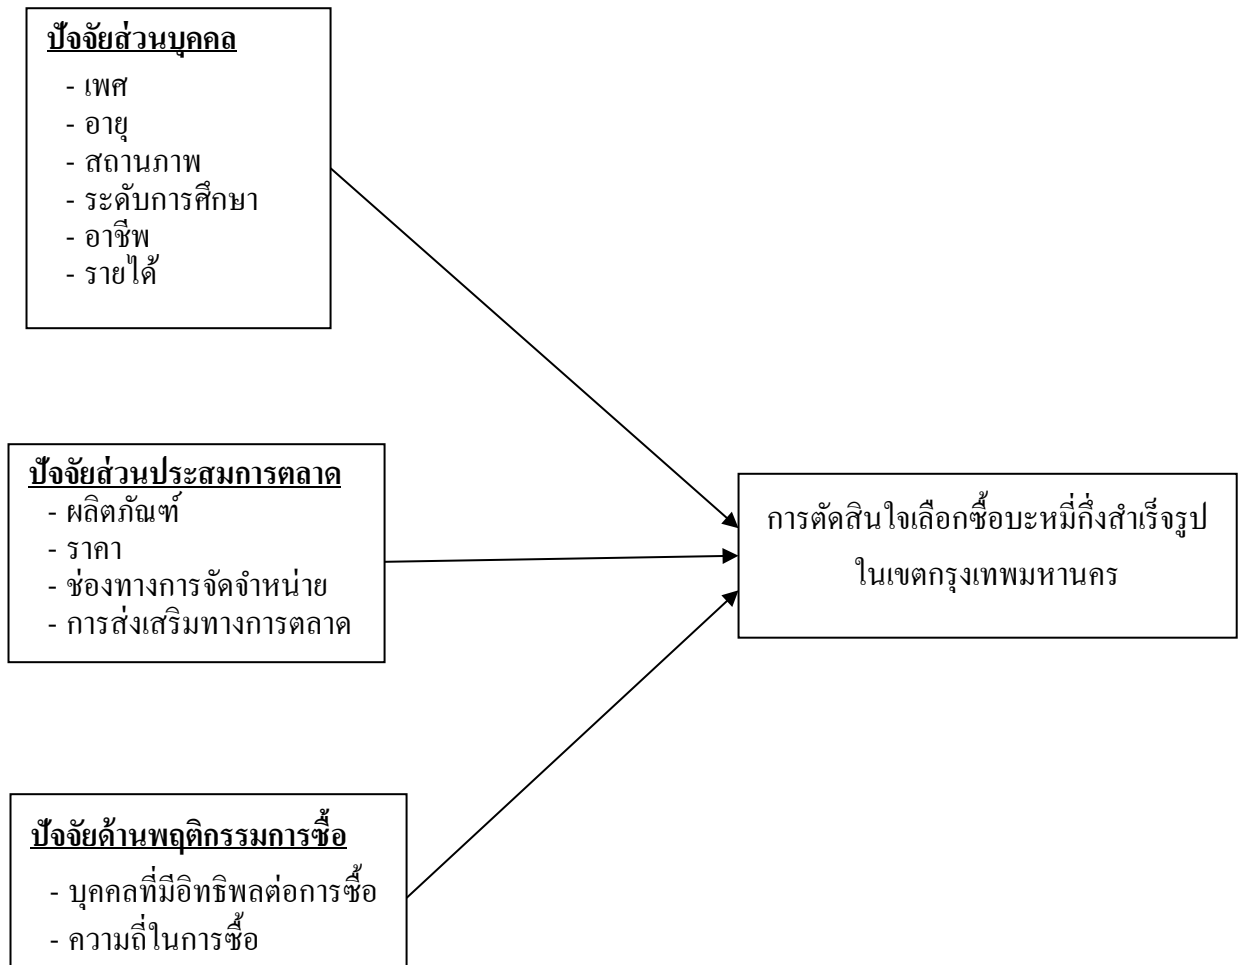 ปัจจัยส่วนบุคคล
- เพศ
- อายุ
- สถานภาพ
- ระดับการศึกษา
- อาชีพ
- รายได้
ปัจจัยส่วนประสมการตลาด
- ผลิตภัณฑ์
- ราคา
- ช่องทางการจัดจำหน่าย
- การส่งเสริมทางการตลาด
การตัดสินใจเลือกซื้อบะหมี่กึ่งสำเร็จรูป
ในเขตกรุงเทพมหานคร
ปัจจัยด้านพฤติกรรมการซื้อ
- บุคคลที่มีอิทธิพลต่อการซื้อ
- ความถี่ในการซื้อ